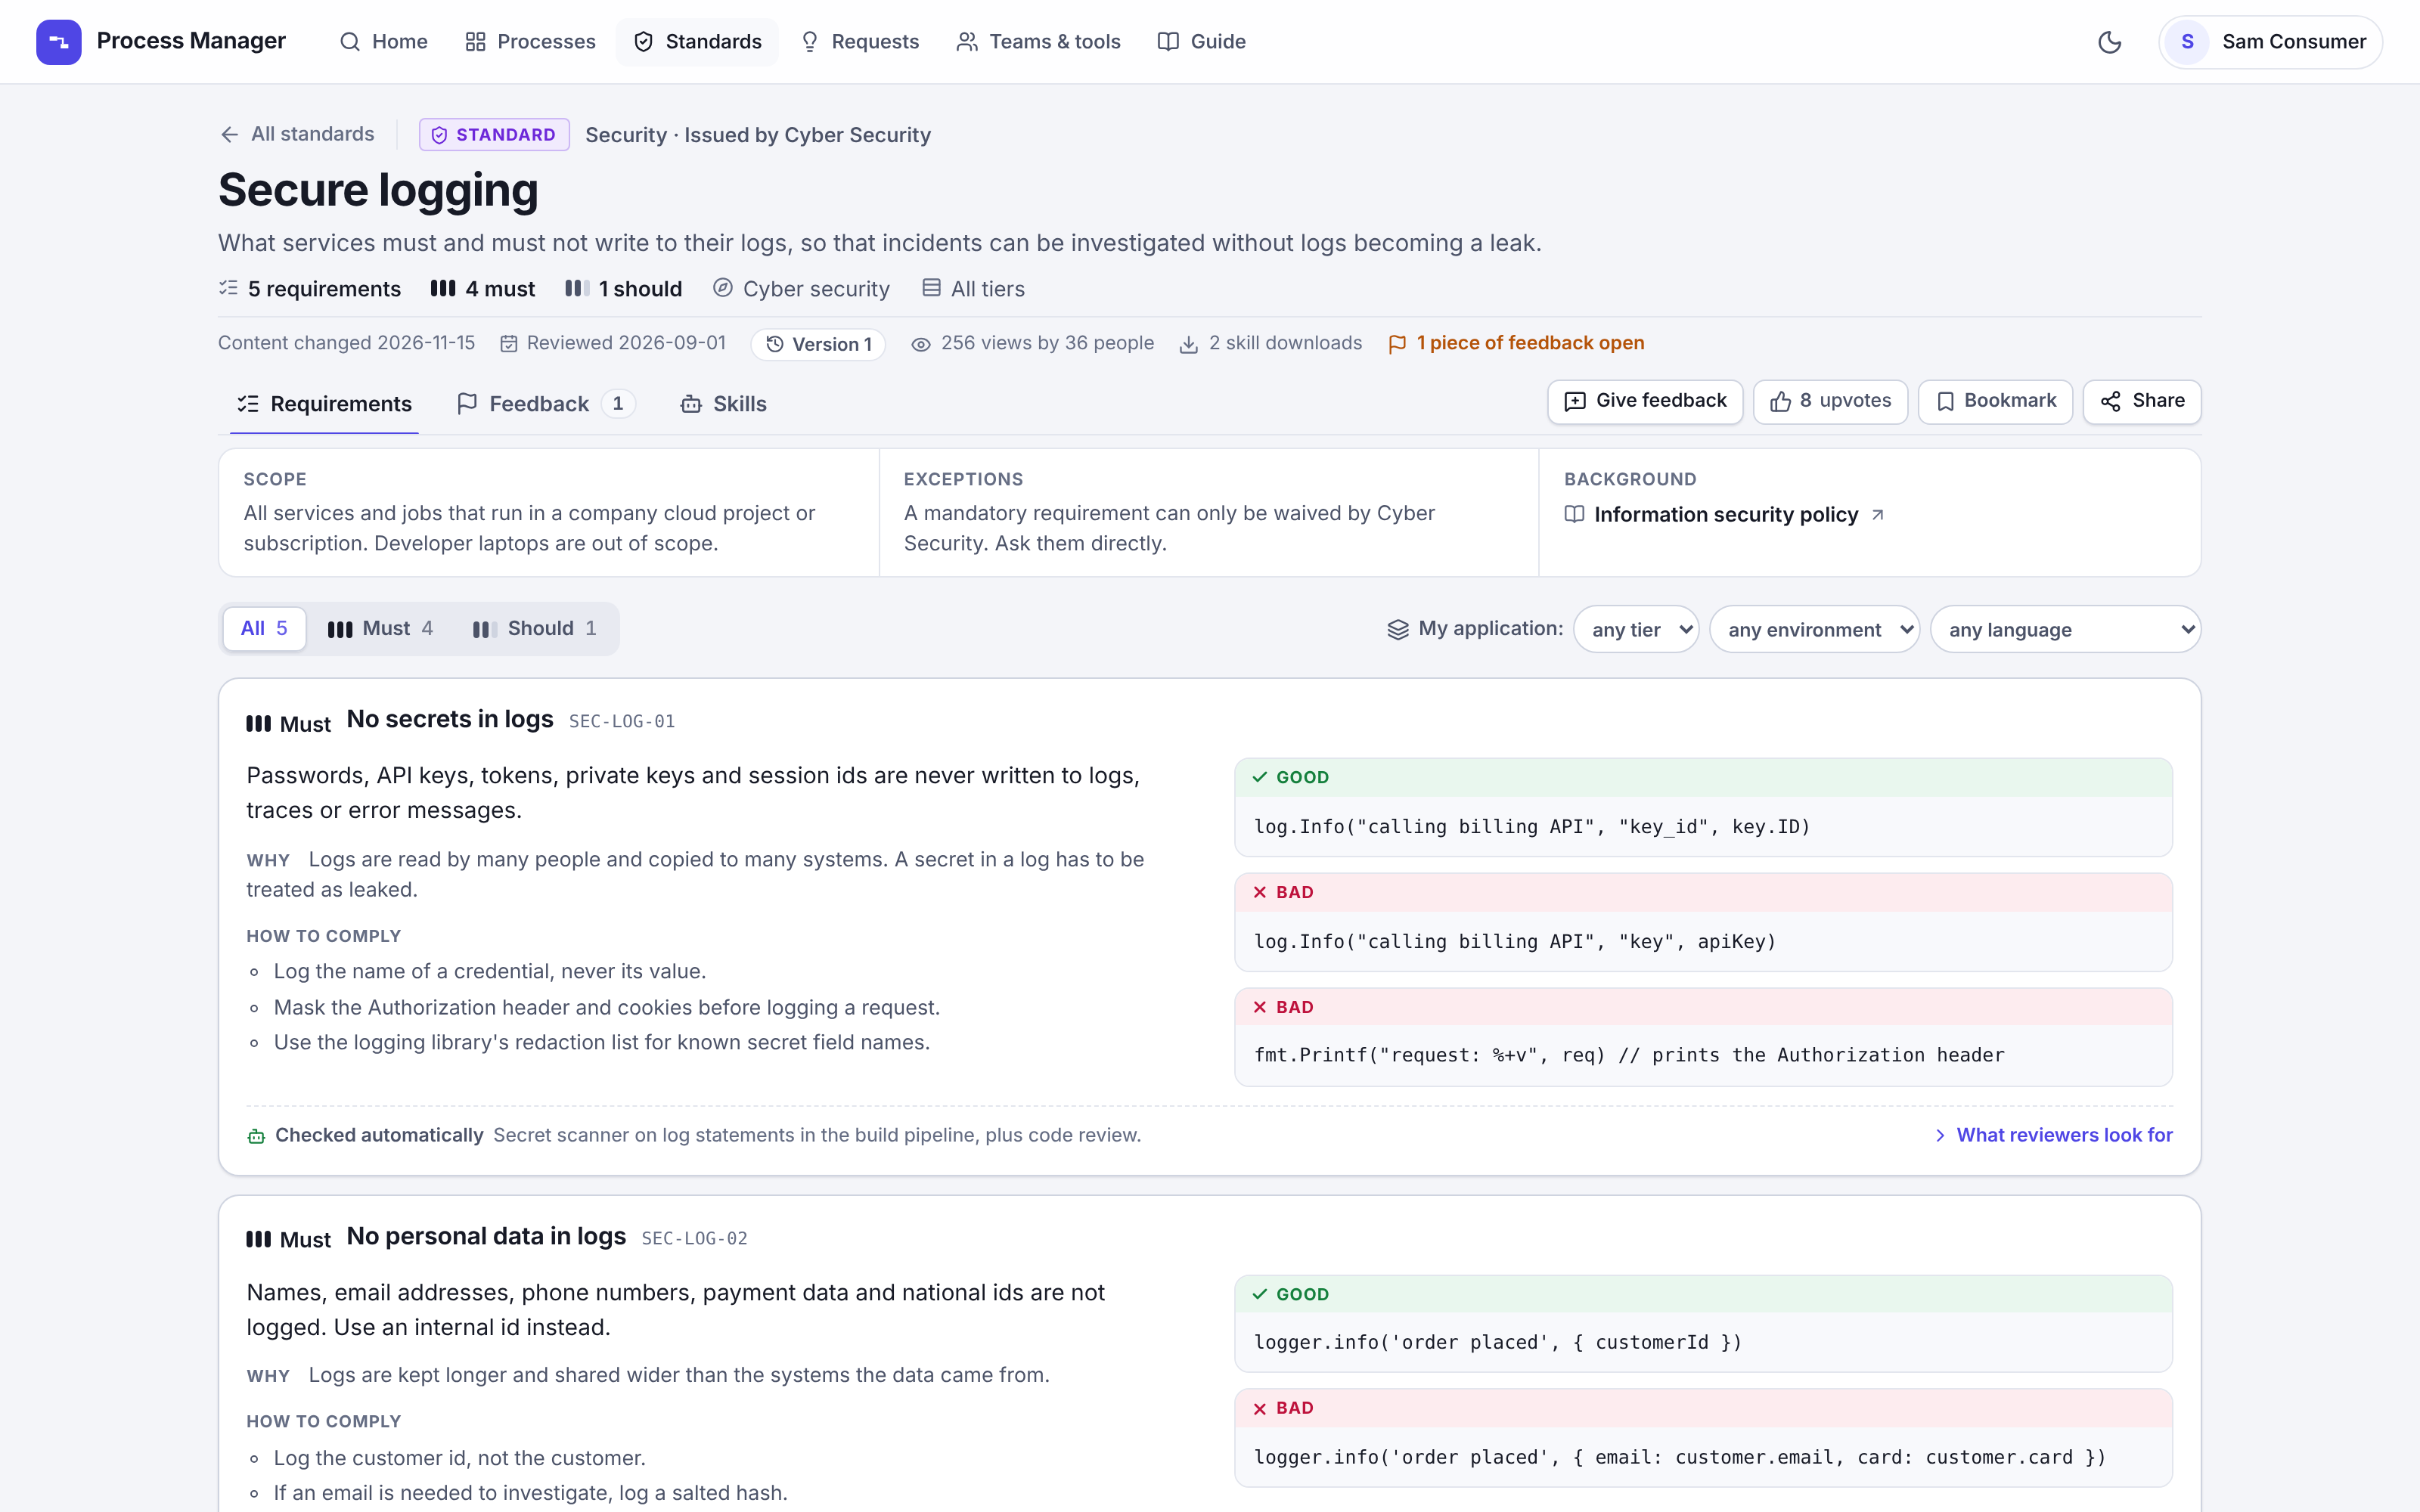 Process Manager
Home
Processes
Standards
Requests
Teams & tools
Guide
S
Sam Consumer
All standards
STANDARD
Security · Issued by Cyber Security
Secure logging
What services must and must not write to their logs, so that incidents can be investigated without logs becoming a leak.
5 requirements
4 must
1 should
Cyber security
All tiers
Content changed 2026-11-15
Reviewed 2026-09-01
Version 1
256 views by 36 people
2 skill downloads
1 piece of feedback open
Requirements
Feedback 1
Skills
Give feedback
8 upvotes
Bookmark
Share
SCOPE
All services and jobs that run in a company cloud project or
subscription. Developer laptops are out of scope.
EXCEPTIONS
A mandatory requirement can only be waived by Cyber
Security. Ask them directly.
BACKGROUND
Information security policy
All 5
Must 4
Should 1
My application:
any tier
any environment
any language
Must No secrets in logs SEC-LOG-01
Passwords, API keys, tokens, private keys and session ids are never written to logs,
traces or error messages.
WHY Logs are read by many people and copied to many systems. A secret in a log has to be
treated as leaked.
HOW TO COMPLY
Log the name of a credential, never its value.
Mask the Authorization header and cookies before logging a request.
Use the logging library's redaction list for known secret field names.
GOOD
log.Info("calling billing API", "key_id", key.ID)
BAD
log.Info("calling billing API", "key", apiKey)
BAD
fmt.Printf("request: %+v", req) // prints the Authorization header
Checked automatically Secret scanner on log statements in the build pipeline, plus code review.
What reviewers look for
Must No personal data in logs SEC-LOG-02
Names, email addresses, phone numbers, payment data and national ids are not
logged. Use an internal id instead.
WHY Logs are kept longer and shared wider than the systems the data came from.
HOW TO COMPLY
Log the customer id, not the customer.
If an email is needed to investigate, log a salted hash.
GOOD
logger.info('order placed', { customerId })
BAD
logger.info('order placed', { email: customer.email, card: customer.card })